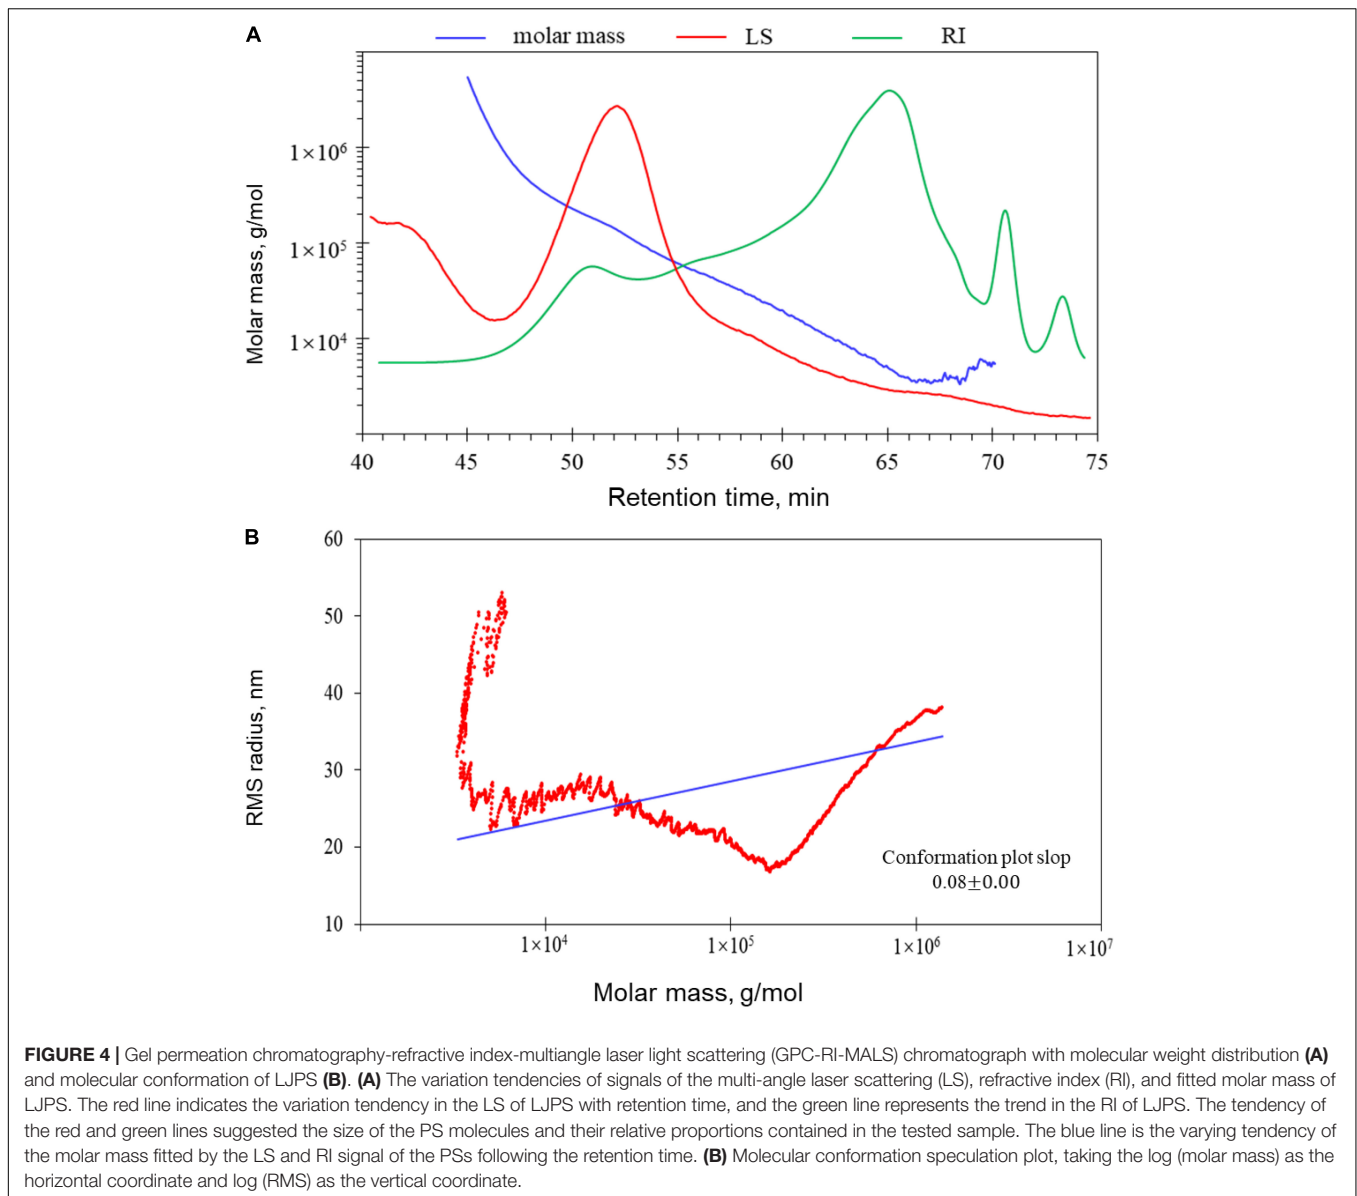 A
molar mass LS RI
Molar mass, g/mol
1×10⁶
1×10⁵
1×10⁴
40 45 50 55 60 65 70 75
Retention time, min
B
RMS radius, nm
60
50
40
30
20
10
Conformation plot slop
0.08±0.00
1×10⁴ 1×10⁵ 1×10⁶ 1×10⁷
Molar mass, g/mol
FIGURE 4 | Gel permeation chromatography-refractive index-multiangle laser light scattering (GPC-RI-MALS) chromatograph with molecular weight distribution (A)
and molecular conformation of LJPS (B). (A) The variation tendencies of signals of the multi-angle laser scattering (LS), refractive index (RI), and fitted molar mass of
LJPS. The red line indicates the variation tendency in the LS of LJPS with retention time, and the green line represents the trend in the RI of LJPS. The tendency of
the red and green lines suggested the size of the PS molecules and their relative proportions contained in the tested sample. The blue line is the varying tendency of
the molar mass fitted by the LS and RI signal of the PSs following the retention time. (B) Molecular conformation speculation plot, taking the log (molar mass) as the
horizontal coordinate and log (RMS) as the vertical coordinate.